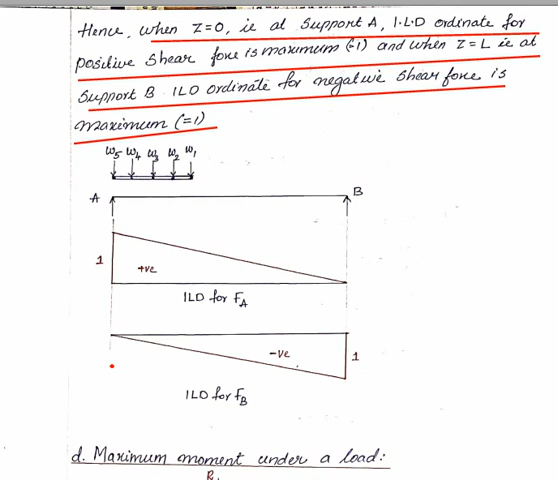 Hence, when Z=0, ie at Support A, I.L.D ordinate for
positive Shear force is maximum (=1) and when Z=L ie at
Support B ILD ordinate for negative Shear force is
maximum (=1)
W5 W4 W3 W2 W1
A B
1 +ve
ILD for FA
-ve 1
ILD for FB
d. Maximum moment under a load:
R.